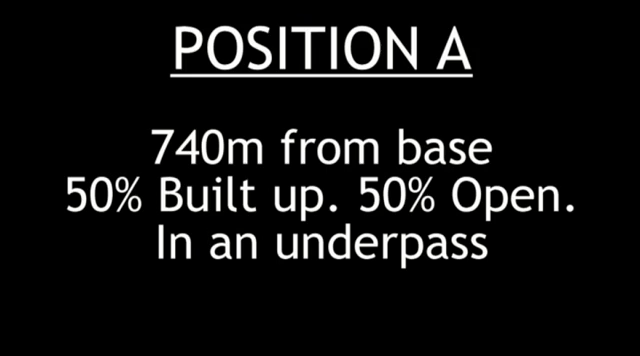 POSITION A
740m from base
50% Built up. 50% Open.
In an underpass